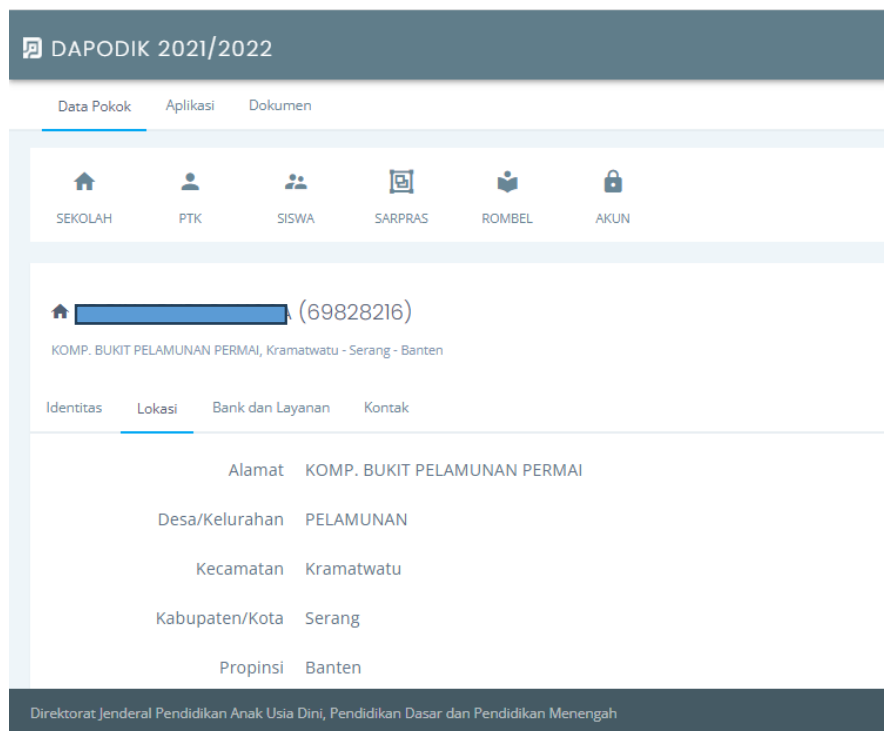 DAPODIK 2021/2022
Data Pokok Aplikasi Dokumen
SEKOLAH PTK SISWA SARPRAS ROMBEL AKUN
(69828216)
KOMP. BUKIT PELAMUNAN PERMAI, Kramatwatu - Serang - Banten
Identitas Lokasi Bank dan Layanan Kontak
Alamat KOMP. BUKIT PELAMUNAN PERMAI
Desa/Kelurahan PELAMUNAN
Kecamatan Kramatwatu
Kabupaten/Kota Serang
Propinsi Banten
Direktorat Jenderal Pendidikan Anak Usia Dini, Pendidikan Dasar dan Pendidikan Menengah